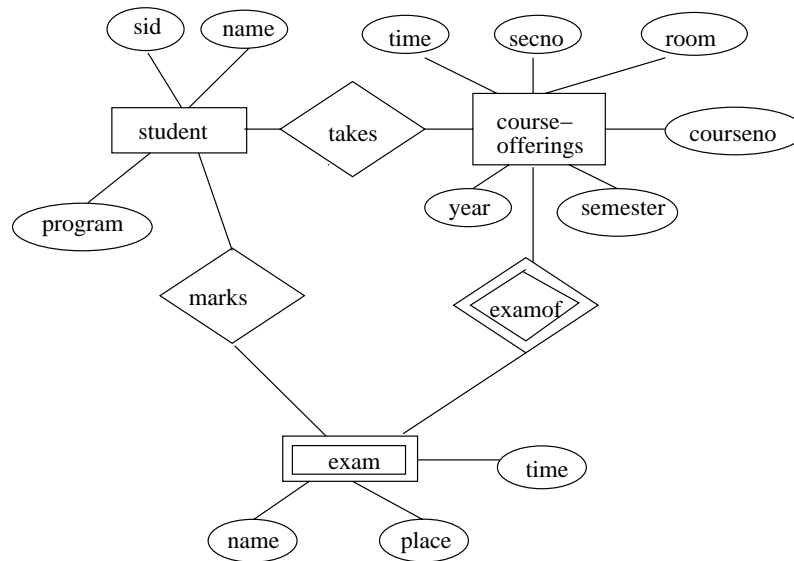 sid
name
time
secno
room
student
takes
course–
offerings
courseno
program
year
semester
marks
examof
exam
time
name
place